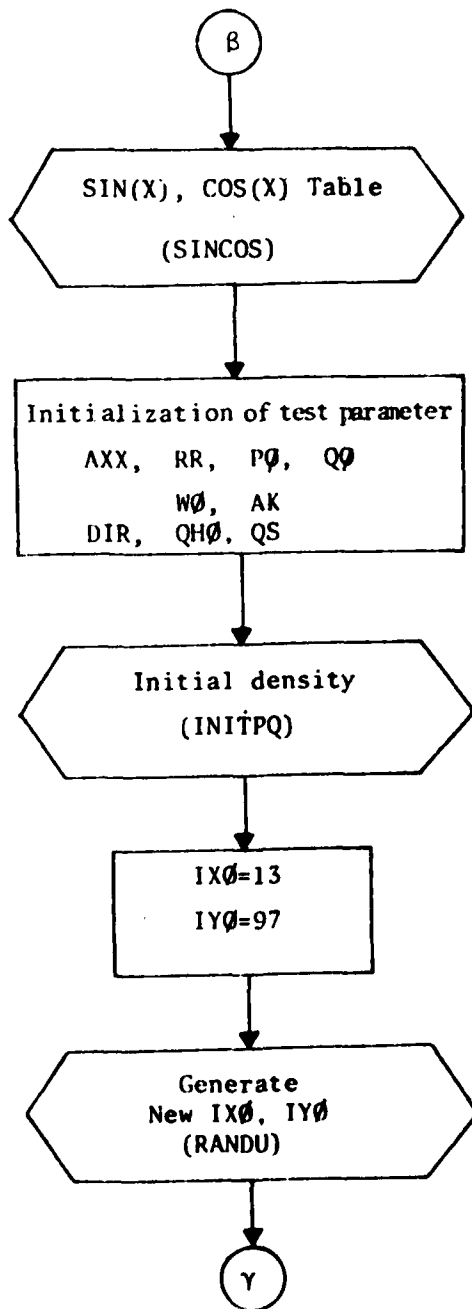 β
SIN(X), COS(X) Table
(SINCOS)
Initialization of test parameter
AXX, RR, PØ, QØ
WØ, AK
DIR, QHØ, QS
Initial density
(INITPQ)
IXØ=13
IYØ=97
Generate
New IXØ, IYØ
(RANDU)
γ